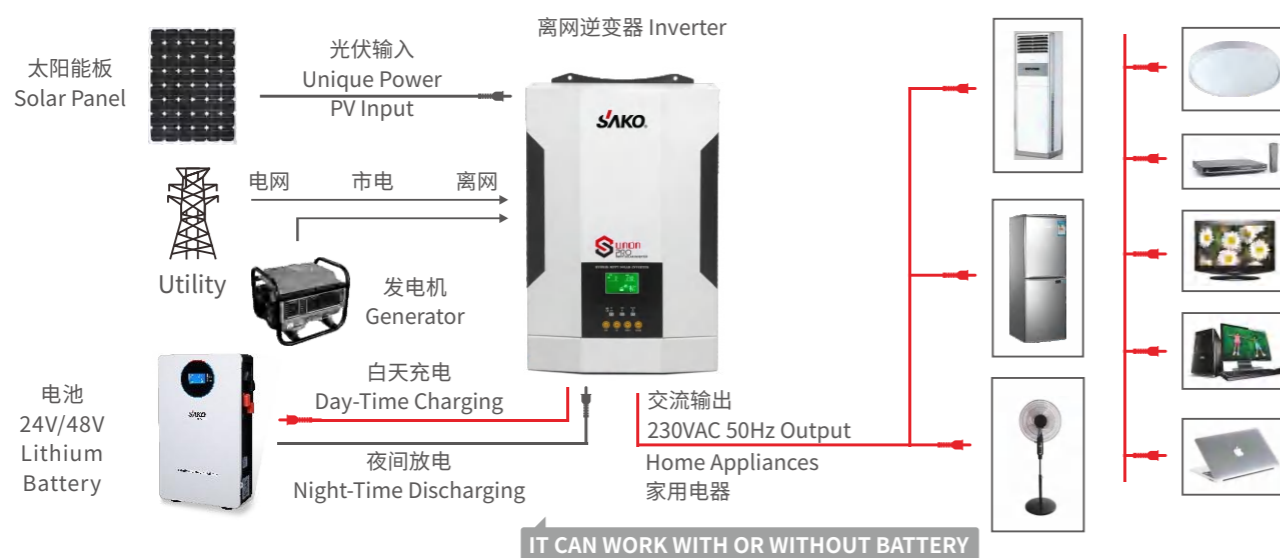 离网逆变器 Inverter
太阳能板
Solar Panel
光伏输入
Unique Power
PV Input
SAKO
电网
市电
离网
Utility
发电机
Generator
SUNON
PRO
电池
24V/48V
Lithium
Battery
SAKO
白天充电
Day-Time Charging
夜间放电
Night-Time Discharging
交流输出
230VAC 50Hz Output
Home Appliances
家用电器
IT CAN WORK WITH OR WITHOUT BATTERY